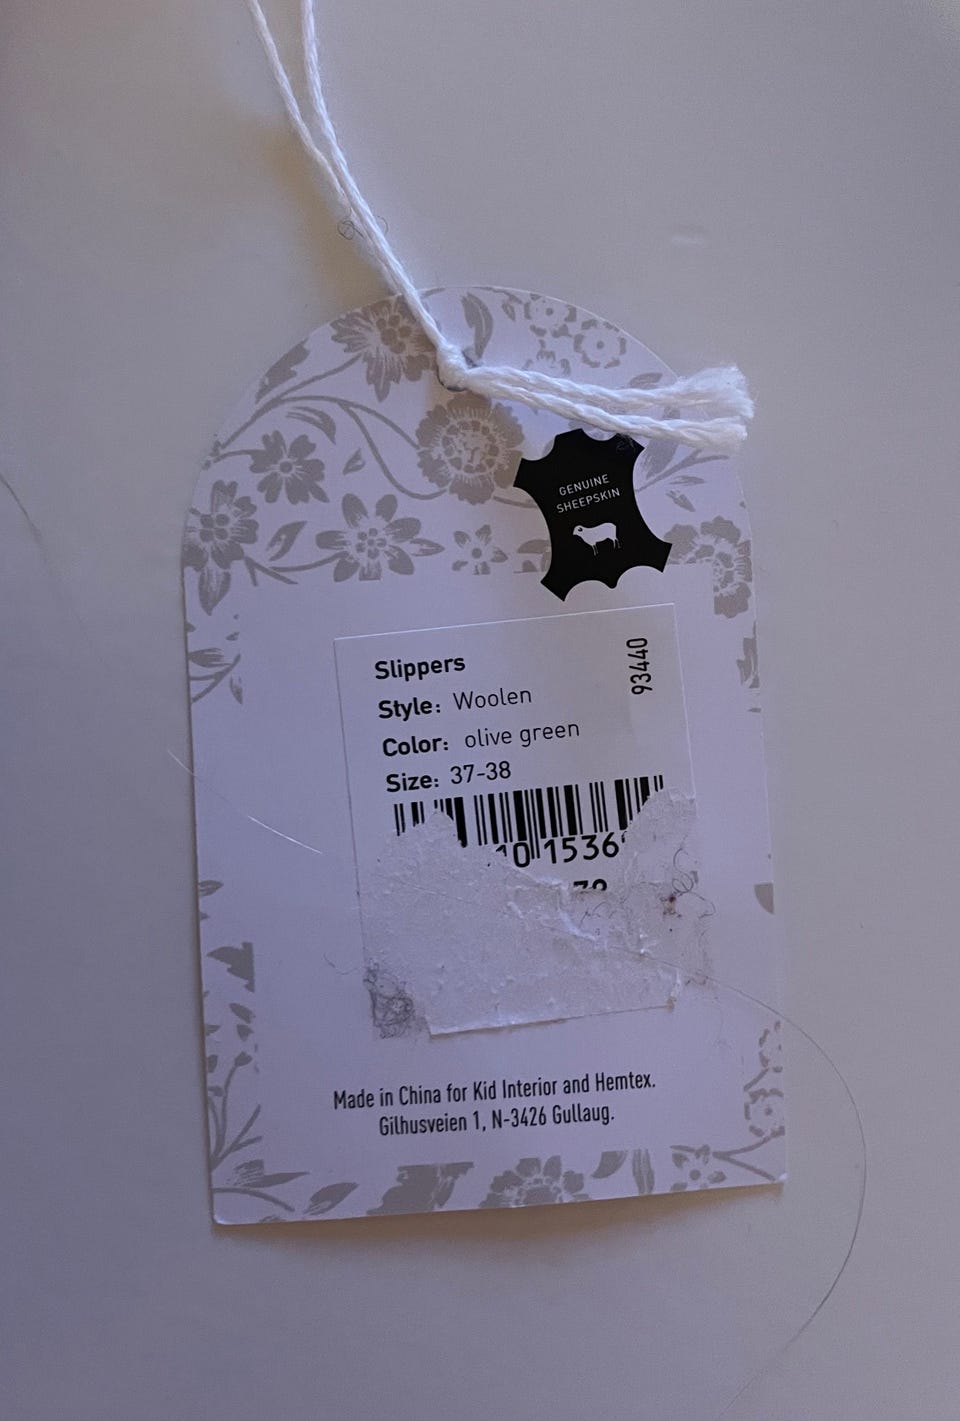 GENUINE
SHEEPSKIN
Slippers
93440
Style: Woolen
Color: olive green
Size: 37-38
Made in China for Kid Interior and Hemtex.
Gilhusveien 1, N-3426 Gullaug.